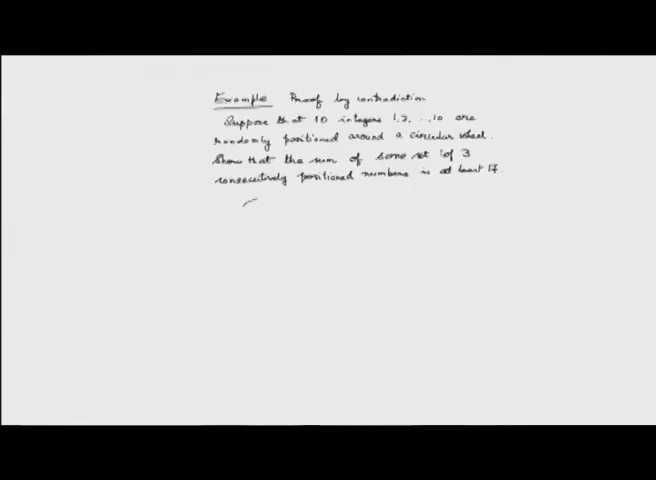 Example Proof by contradiction
Suppose that 10 integers 1,2, ..,10 are
randomly positioned around a circular wheel.
Show that the sum of some set of 3
consecutively positioned numbers is at least 17.